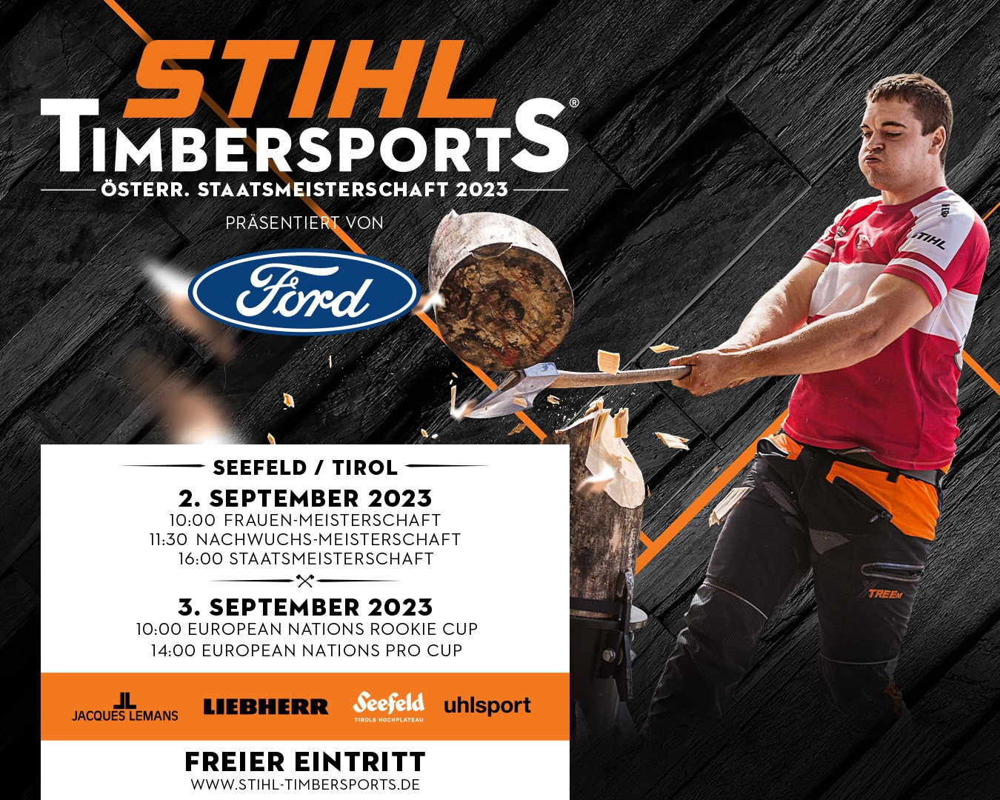 STIHL
TIMBERSPORTS®
ÖSTERR. STAATSMEISTERSCHAFT 2023
PRÄSENTIERT VON
Ford
STIHL
SEEFELD / TIROL
2. SEPTEMBER 2023
10:00 FRAUEN-MEISTERSCHAFT
11:30 NACHWUCHS-MEISTERSCHAFT
16:00 STAATSMEISTERSCHAFT
3. SEPTEMBER 2023
10:00 EUROPEAN NATIONS ROOKIE CUP
14:00 EUROPEAN NATIONS PRO CUP
TREEM
JL
JACQUES LEMANS
LIEBHERR
Seefeld
TIROLS HOCHPLATEAU
uhlsport
FREIER EINTRITT
WWW.STIHL-TIMBERSPORTS.DE